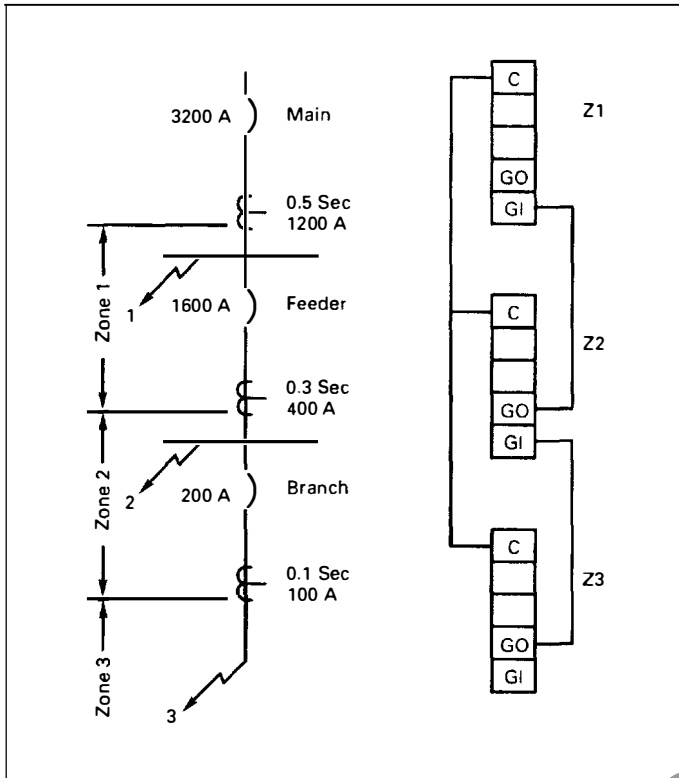 3200 A
Main
0.5 Sec
1200 A
Zone 1
1
1600 A
Feeder
0.3 Sec
400 A
Zone 2
2
200 A
Branch
0.1 Sec
100 A
Zone 3
3
C
Z1
GO
GI
C
Z2
GO
GI
C
Z3
GO
GI